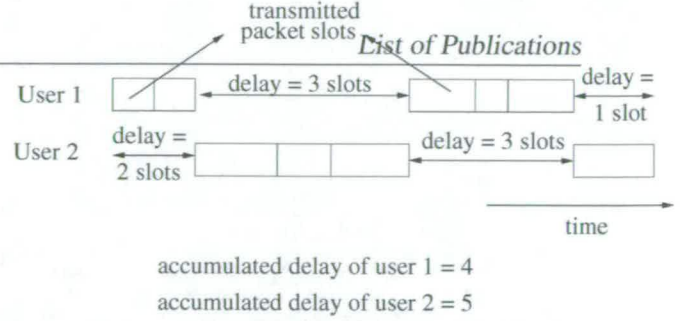 transmitted
packet slots
List of Publications
User 1
delay = 3 slots
delay =
1 slot
User 2
delay =
2 slots
delay = 3 slots
time
accumulated delay of user 1 = 4
accumulated delay of user 2 = 5